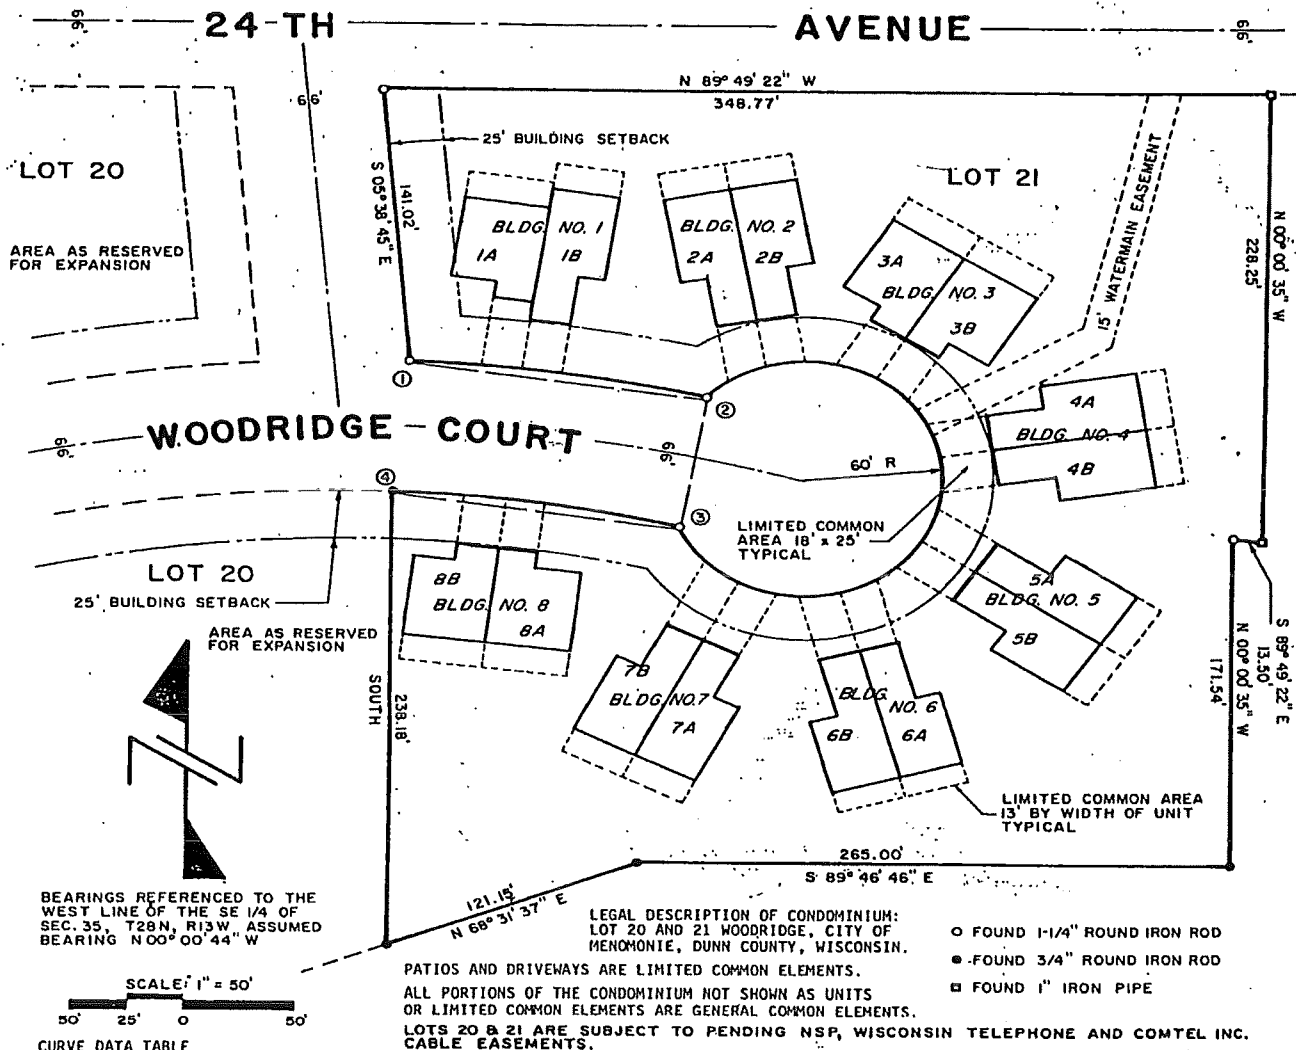 24-TH AVENUE
66'
66'
66'
N 89° 49' 22" W
348.77'
25' BUILDING SETBACK
LOT 20
LOT 21
AREA AS RESERVED
FOR EXPANSION
S 05° 38' 45" E
141.02'
BLDG. NO. 1
1A
1B
BLDG. NO. 2
2A
2B
3A
BLDG. NO. 3
3B
15' WATERMAIN EASEMENT
N 00° 00' 35" W
228.25'
1
2
4A
BLDG. NO. 4
4B
WOODRIDGE COURT
66'
66'
60' R
4
3
LIMITED COMMON
AREA 18' x 25'
TYPICAL
LOT 20
25' BUILDING SETBACK
AREA AS RESERVED
FOR EXPANSION
8B
BLDG. NO. 8
8A
5A
BLDG. NO. 5
5B
S 89° 49' 22" E
13.50'
N 00° 00' 35" W
171.54'
SOUTH
238.18'
7B
BLDG. NO. 7
7A
BLDG.
NO. 6
6B
6A
LIMITED COMMON AREA
13' BY WIDTH OF UNIT
TYPICAL
265.00'
S 89° 46' 46" E
121.15'
N 68° 31' 37" E
BEARINGS REFERENCED TO THE
WEST LINE OF THE SE 1/4 OF
SEC. 35, T28N, R13W, ASSUMED
BEARING N 00° 00' 44" W
SCALE: 1" = 50'
50' 25' 0 50'
CURVE DATA TABLE
LEGAL DESCRIPTION OF CONDOMINIUM:
LOT 20 AND 21 WOODRIDGE, CITY OF
MENOMONIE, DUNN COUNTY, WISCONSIN.
PATIOS AND DRIVEWAYS ARE LIMITED COMMON ELEMENTS.
ALL PORTIONS OF THE CONDOMINIUM NOT SHOWN AS UNITS
OR LIMITED COMMON ELEMENTS ARE GENERAL COMMON ELEMENTS.
LOTS 20 & 21 ARE SUBJECT TO PENDING NSP, WISCONSIN TELEPHONE AND COMTEL INC.
CABLE EASEMENTS.
FOUND 1-1/4" ROUND IRON ROD
FOUND 3/4" ROUND IRON ROD
FOUND 1" IRON PIPE